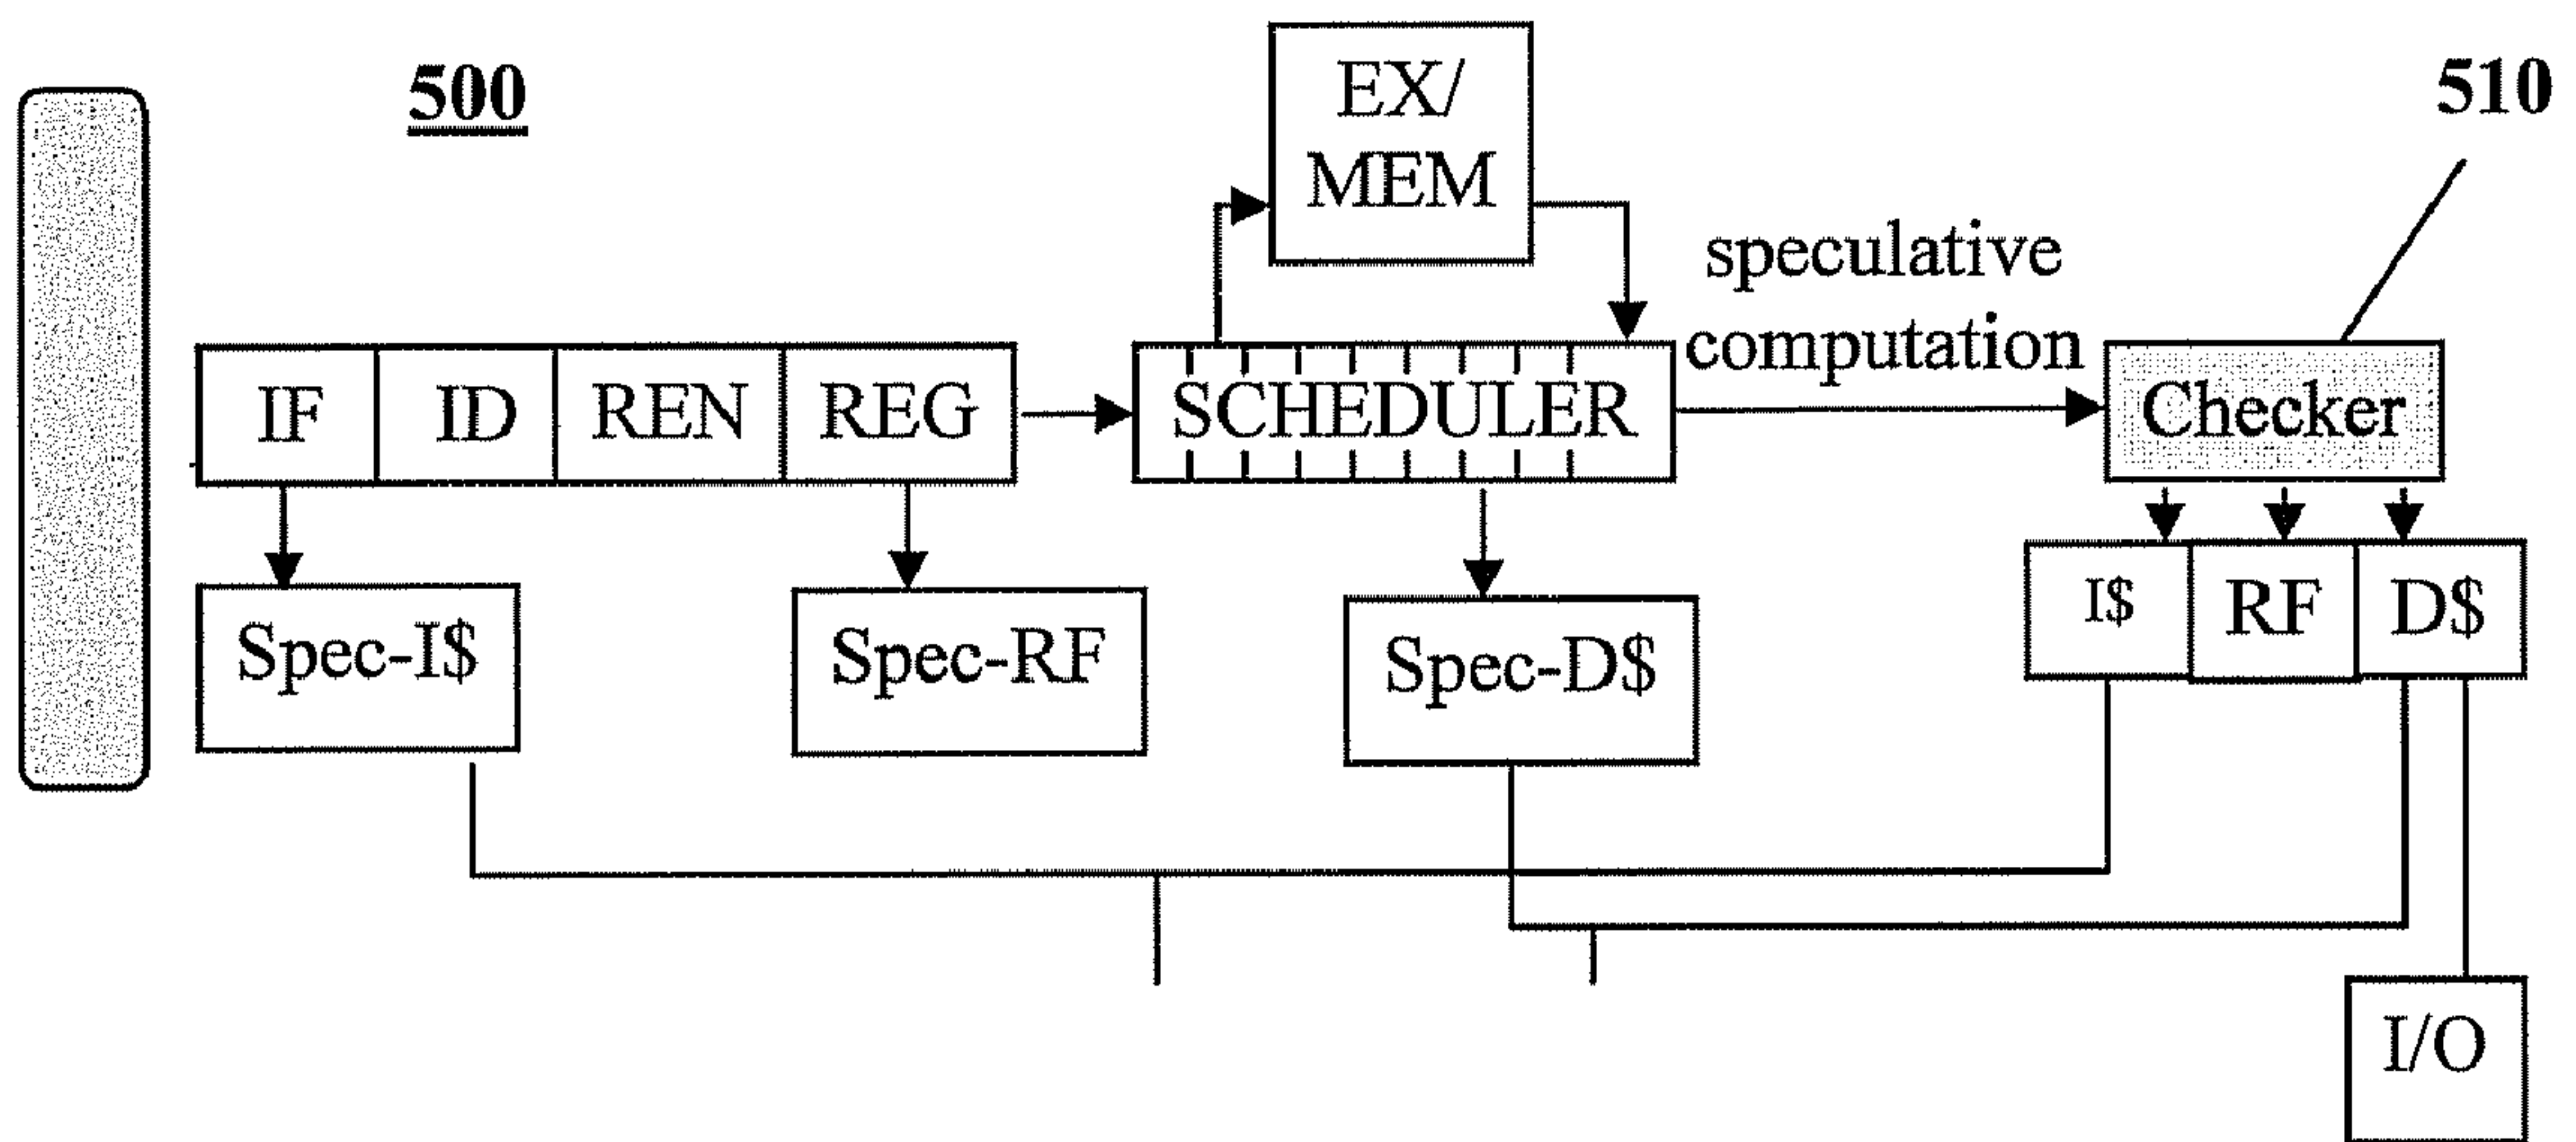 500
EX/
MEM
510
speculative
computation
IF ID REN REG
SCHEDULER
Checker
Spec-I$
Spec-RF
Spec-D$
I$ RF D$
I/O